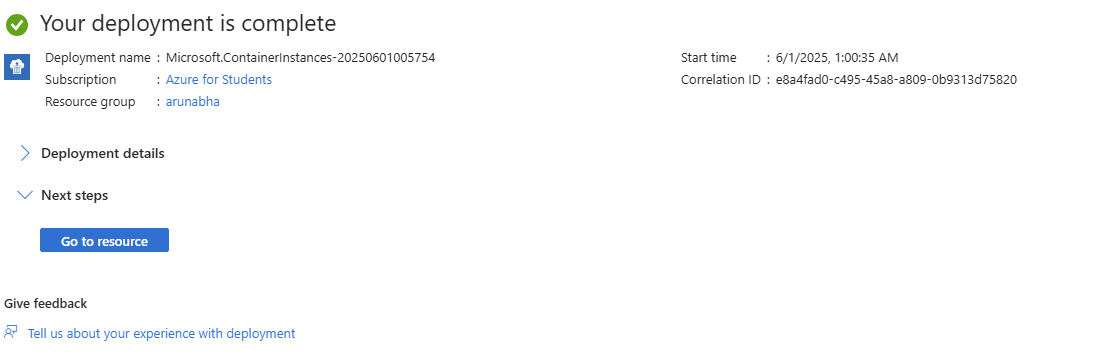 Your deployment is complete
Deployment name : Microsoft.ContainerInstances-20250601005754
Subscription : Azure for Students
Resource group : arunabha
Start time : 6/1/2025, 1:00:35 AM
Correlation ID : e8a4fad0-c495-45a8-a809-0b9313d75820
Deployment details
Next steps
Go to resource
Give feedback
Tell us about your experience with deployment